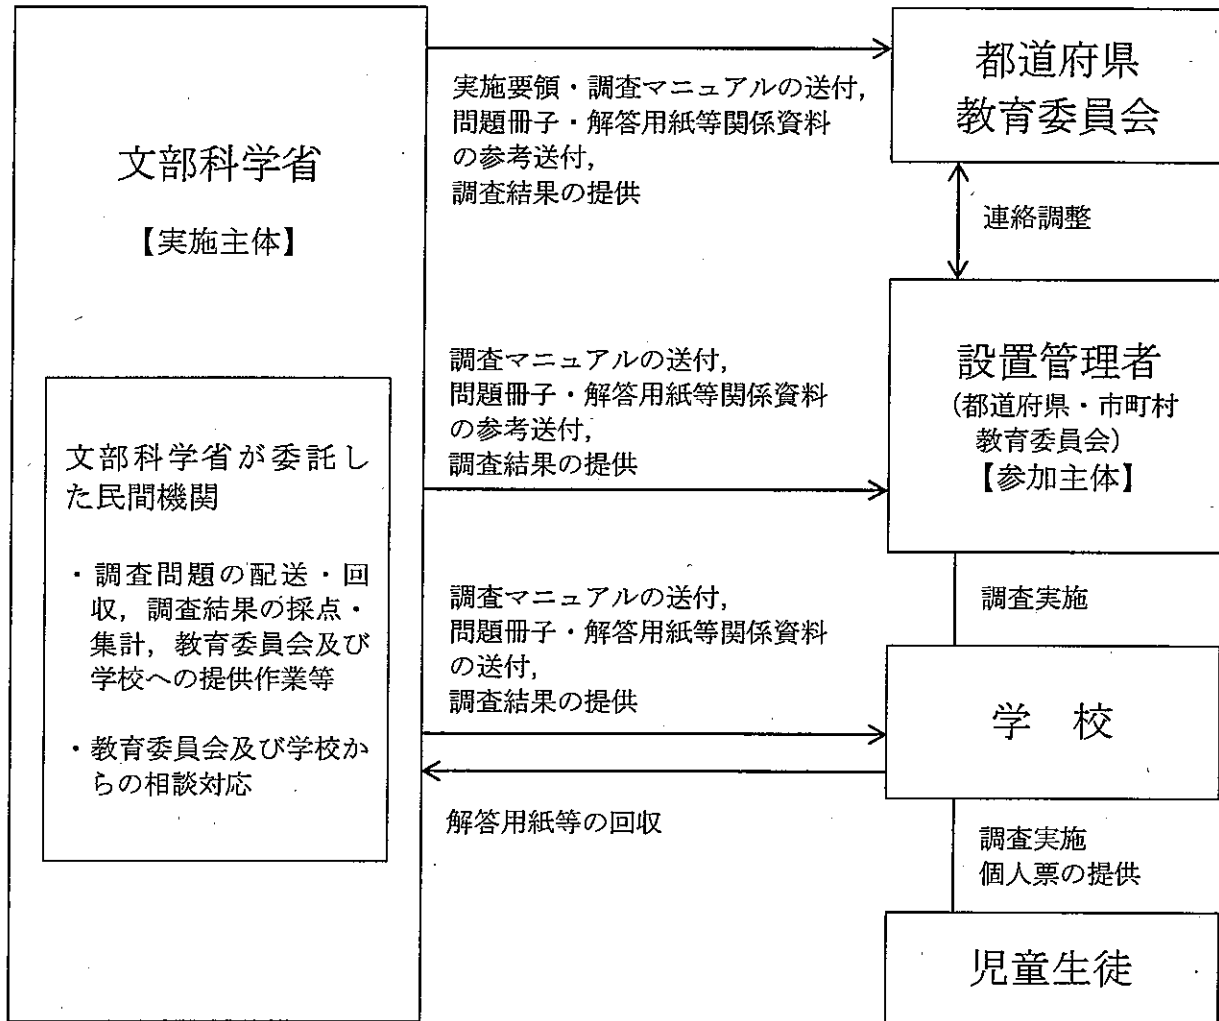 文部科学省
【実施主体】
文部科学省が委託し
た民間機関
・調査問題の配送・回
収，調査結果の採点・
集計，教育委員会及び
学校への提供作業等
・教育委員会及び学校か
らの相談対応
実施要領・調査マニュアルの送付，
問題冊子・解答用紙等関係資料
の参考送付，
調査結果の提供
調査マニュアルの送付，
問題冊子・解答用紙等関係資料
の参考送付，
調査結果の提供
調査マニュアルの送付，
問題冊子・解答用紙等関係資料
の送付，
調査結果の提供
解答用紙等の回収
都道府県
教育委員会
連絡調整
設置管理者
(都道府県・市町村
教育委員会)
【参加主体】
調査実施
学　校
調査実施
個人票の提供
児童生徒